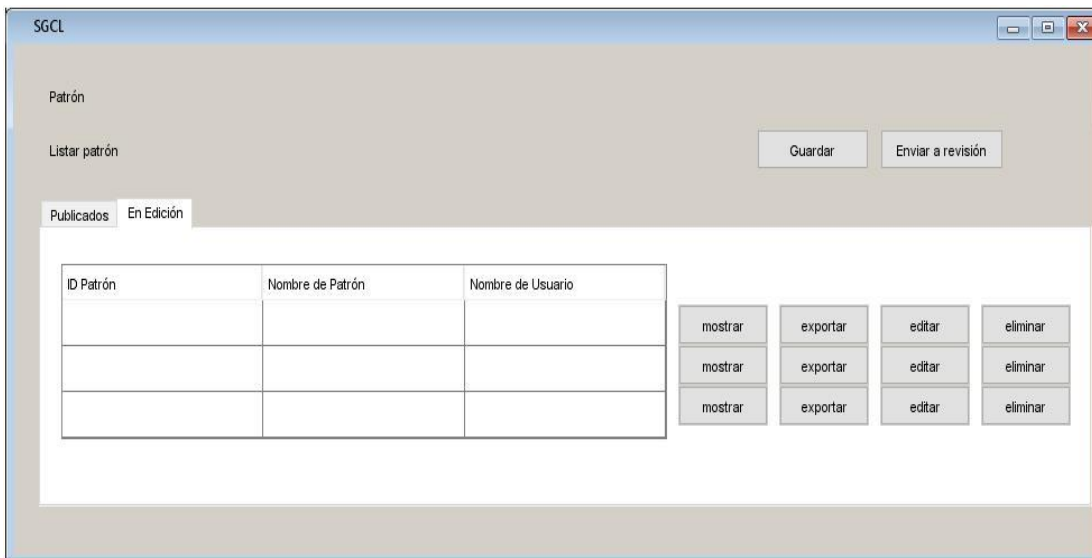 SGCL
Patrón
Listar patrón
Guardar
Enviar a revisión
Publicados
En Edición
ID Patrón
Nombre de Patrón
Nombre de Usuario
mostrar
exportar
editar
eliminar
mostrar
exportar
editar
eliminar
mostrar
exportar
editar
eliminar